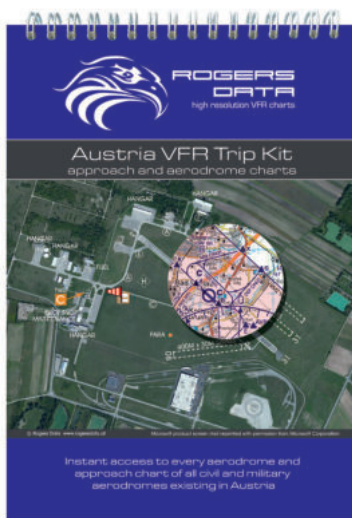 ROGERS
DATA
high resolution VFR charts
Austria VFR Trip Kit
approach and aerodrome charts
HANGAR
HANGAR
HANGAR
FUEL
C
C
HANGAR
PARA
© Rogers Data www.rogersdata.at
Microsoft product screen shot reprinted with permission from Microsoft Corporation
Instant access to every aerodrome and
approach chart of all civil and military
aerodromes existing in Austria